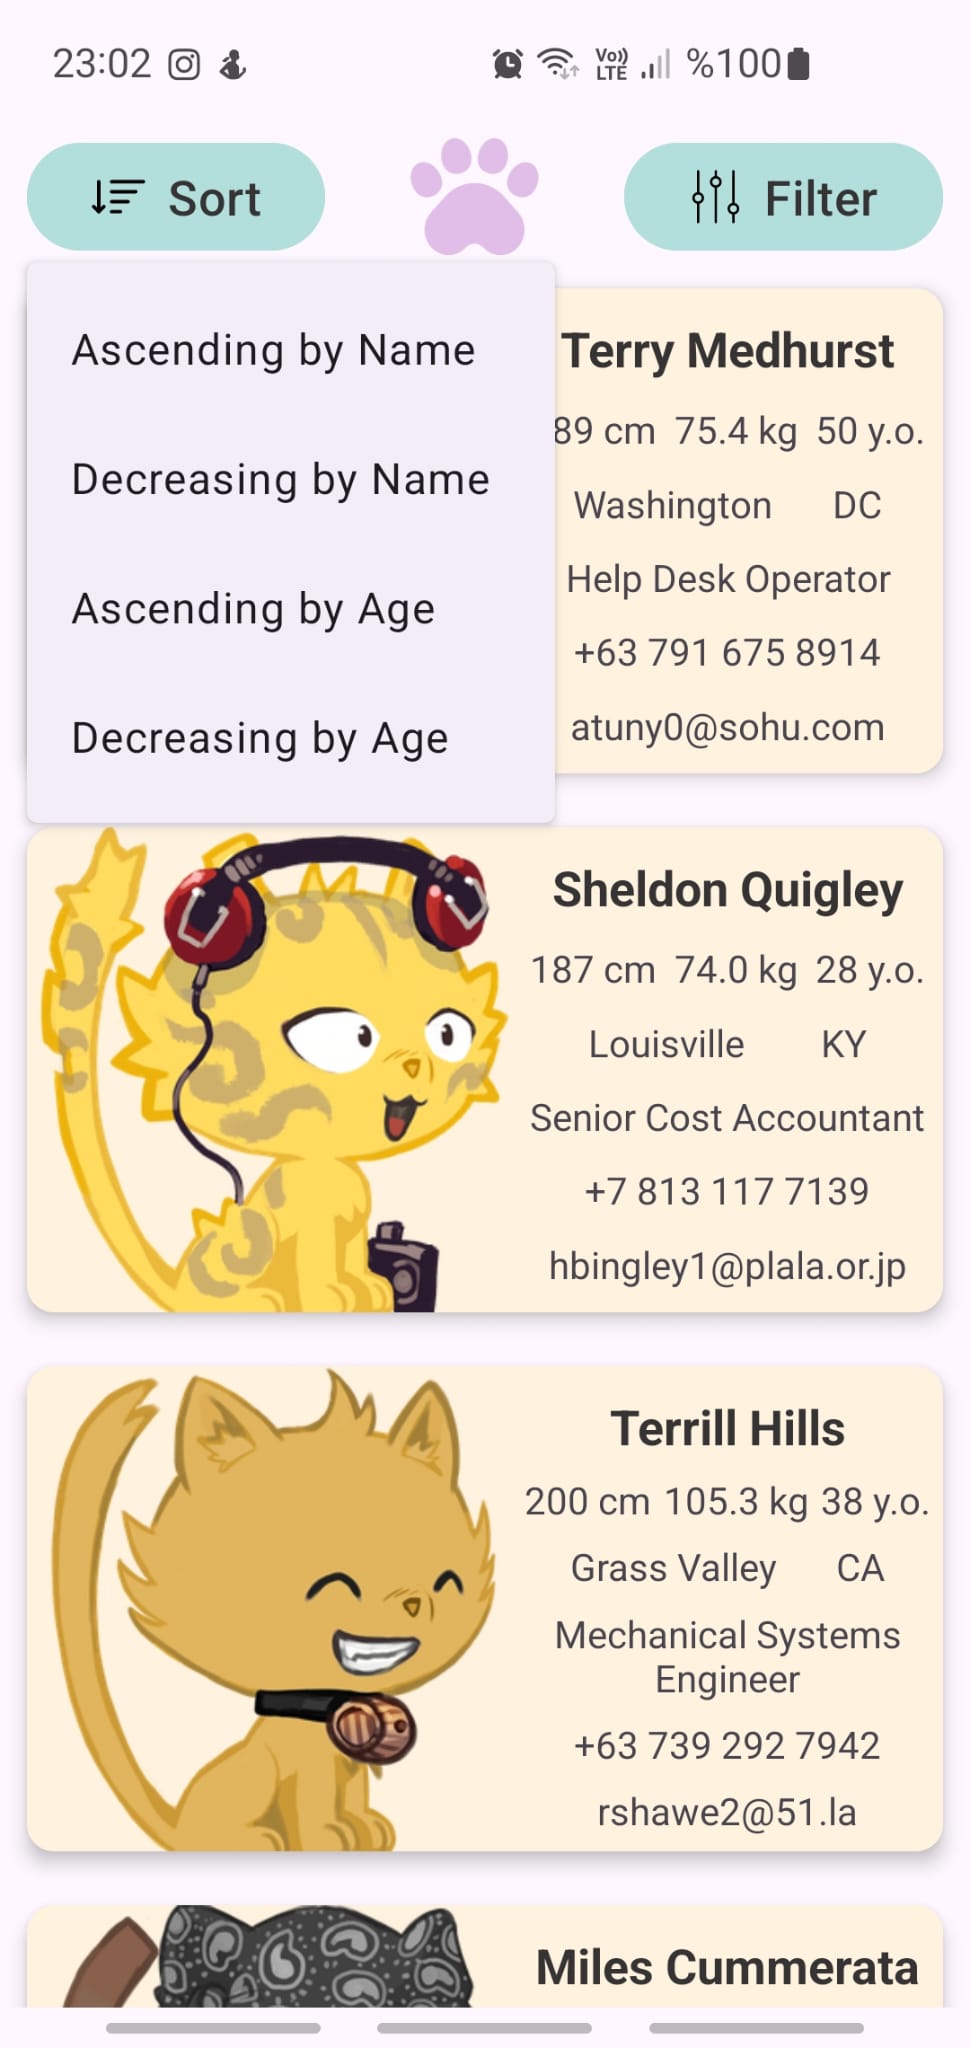 23:02
Vo)) LTE %100
Sort
Filter
Ascending by Name
Decreasing by Name
Ascending by Age
Decreasing by Age
Terry Medhurst
89 cm 75.4 kg 50 y.o.
Washington DC
Help Desk Operator
+63 791 675 8914
atuny0@sohu.com
Sheldon Quigley
187 cm 74.0 kg 28 y.o.
Louisville KY
Senior Cost Accountant
+7 813 117 7139
hbingley1@plala.or.jp
Terrill Hills
200 cm 105.3 kg 38 y.o.
Grass Valley CA
Mechanical Systems
Engineer
+63 739 292 7942
rshawe2@51.la
Miles Cummerata